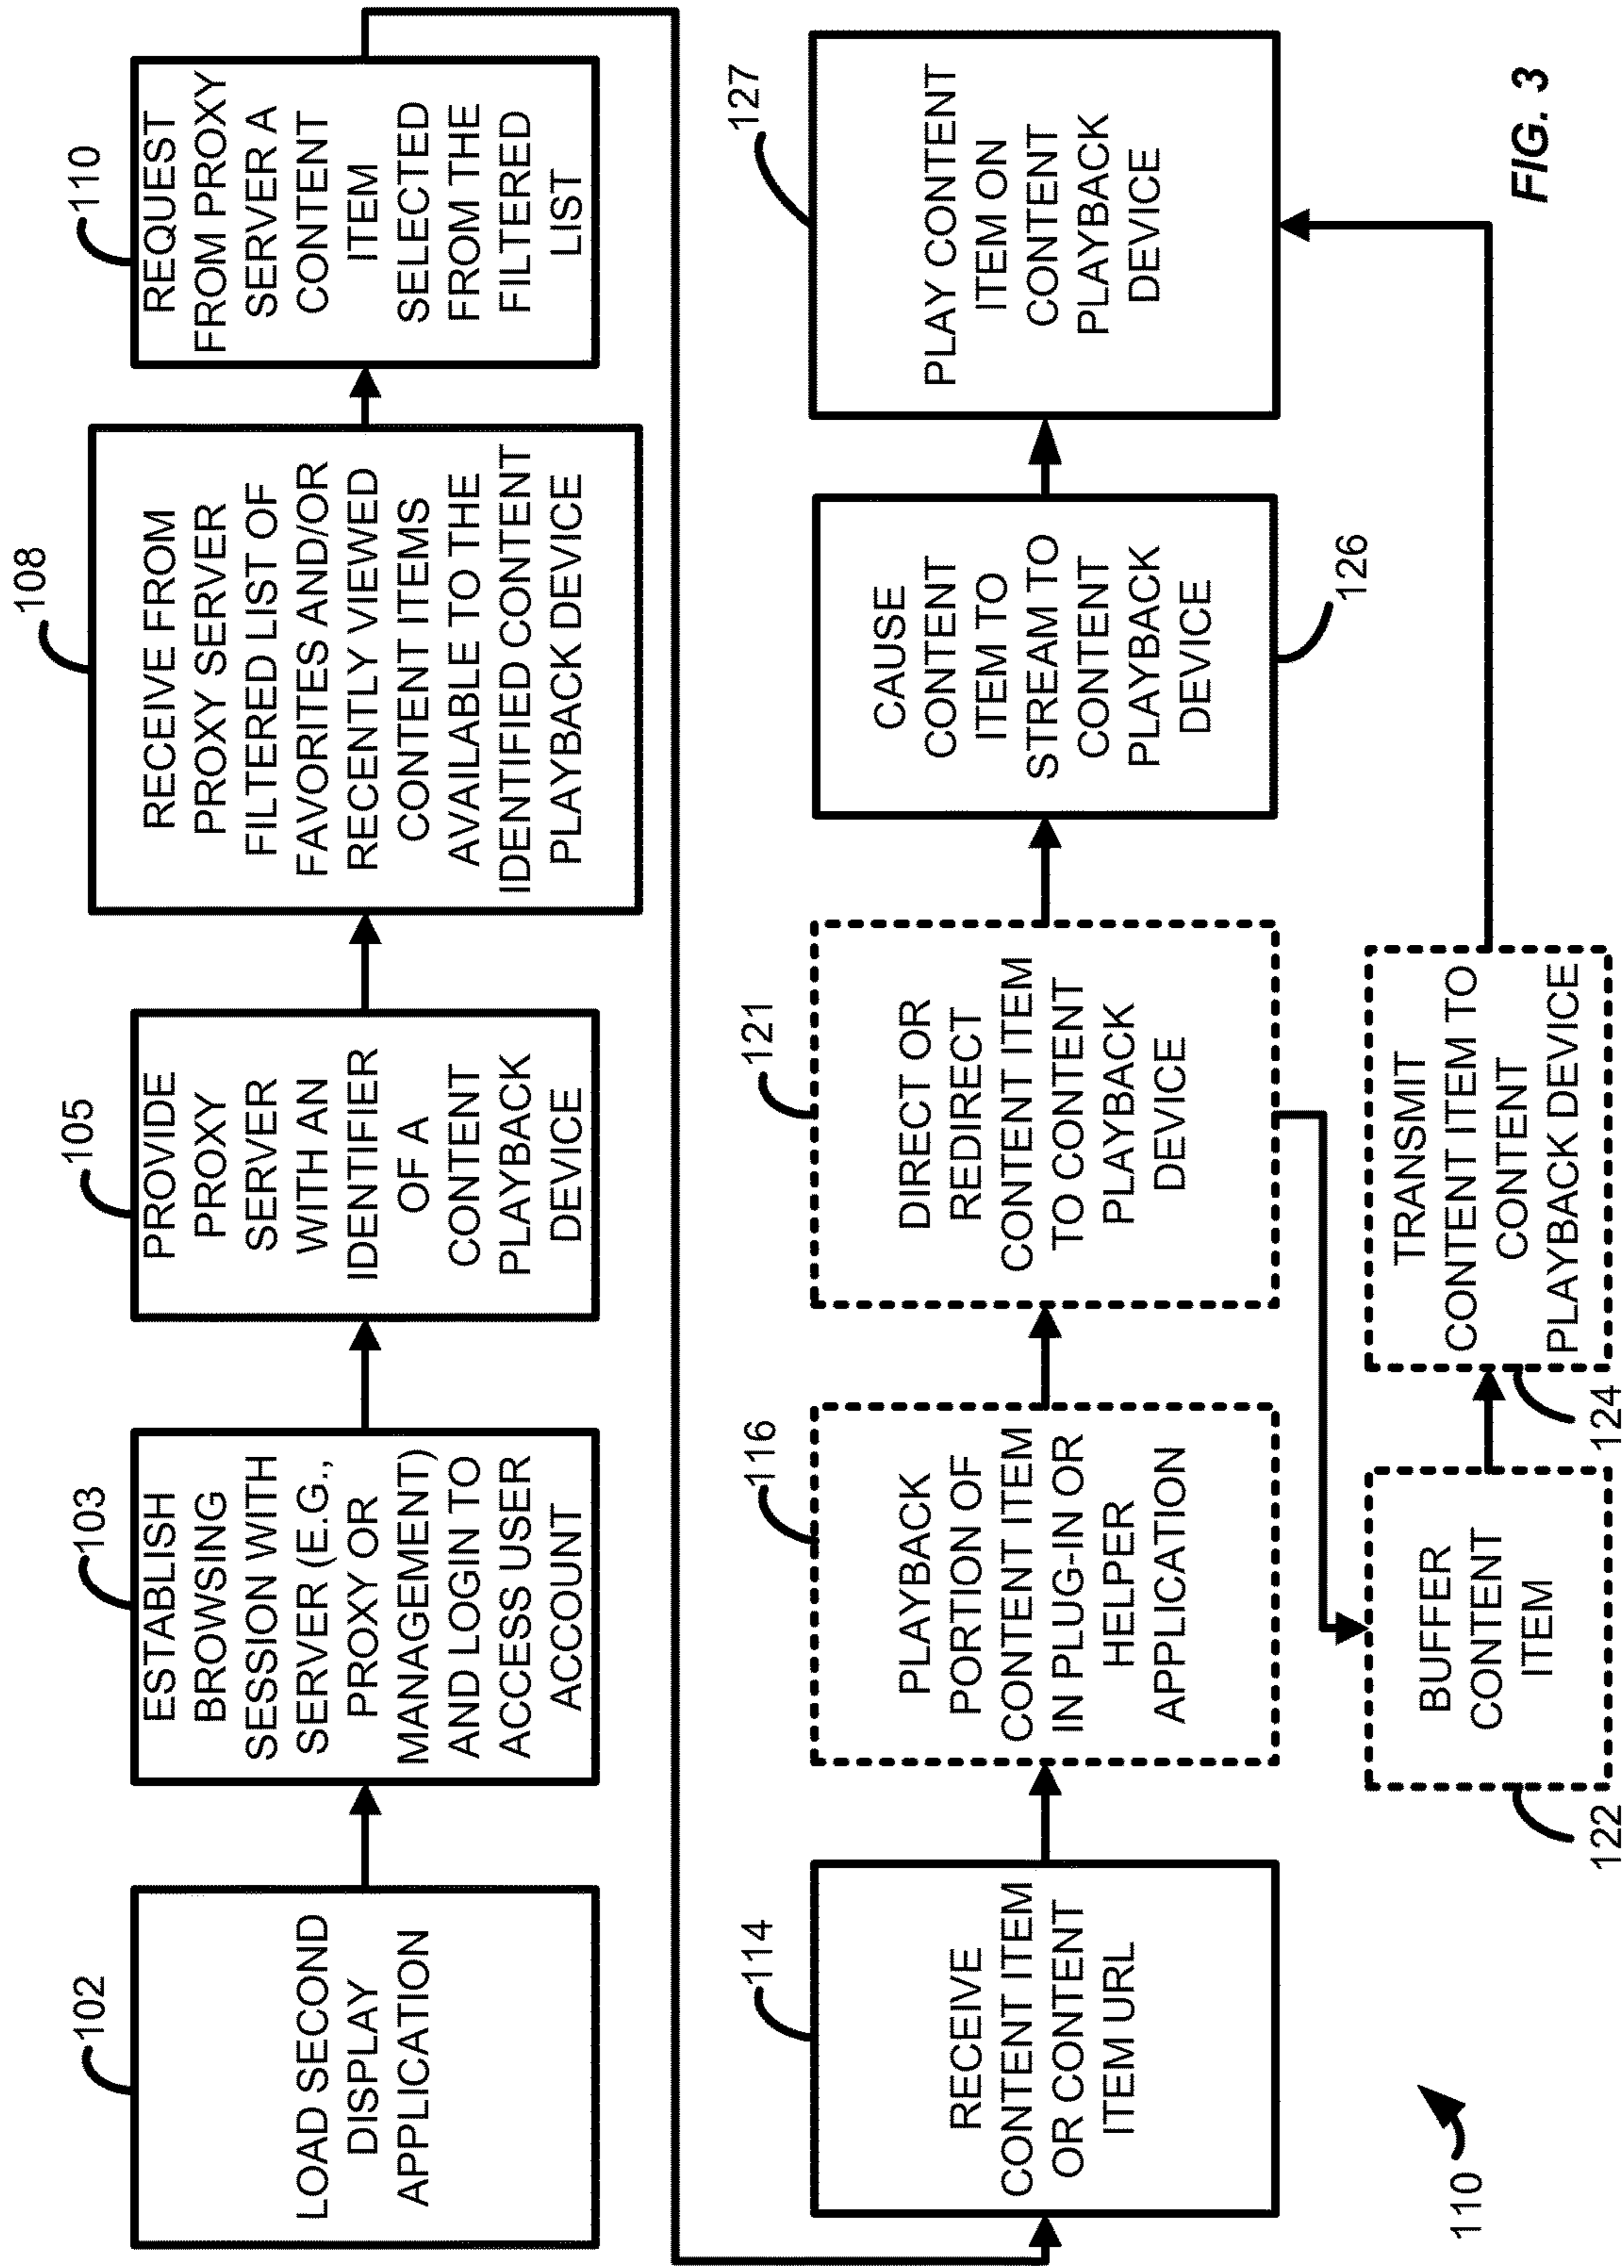 102
LOAD SECOND
DISPLAY
APPLICATION
103
ESTABLISH
BROWSING
SESSION WITH
SERVER (E.G.,
PROXY OR
MANAGEMENT)
AND LOGIN TO
ACCESS USER
ACCOUNT
105
PROVIDE
PROXY
SERVER
WITH AN
IDENTIFIER
OF A
CONTENT
PLAYBACK
DEVICE
108
RECEIVE FROM
PROXY SERVER
FILTERED LIST OF
FAVORITES AND/OR
RECENTLY VIEWED
CONTENT ITEMS
AVAILABLE TO THE
IDENTIFIED CONTENT
PLAYBACK DEVICE
110
REQUEST
FROM PROXY
SERVER A
CONTENT
ITEM
SELECTED
FROM THE
FILTERED
LIST
114
RECEIVE
CONTENT ITEM
OR CONTENT
ITEM URL
116
PLAYBACK
PORTION OF
CONTENT ITEM
IN PLUG-IN OR
HELPER
APPLICATION
121
DIRECT OR
REDIRECT
CONTENT ITEM
TO CONTENT
PLAYBACK
DEVICE
CAUSE
CONTENT
ITEM TO
STREAM TO
CONTENT
PLAYBACK
DEVICE
126
127
PLAY CONTENT
ITEM ON
CONTENT
PLAYBACK
DEVICE
BUFFER
CONTENT
ITEM
122
TRANSMIT
CONTENT ITEM TO
CONTENT
PLAYBACK DEVICE
124
110
FIG. 3